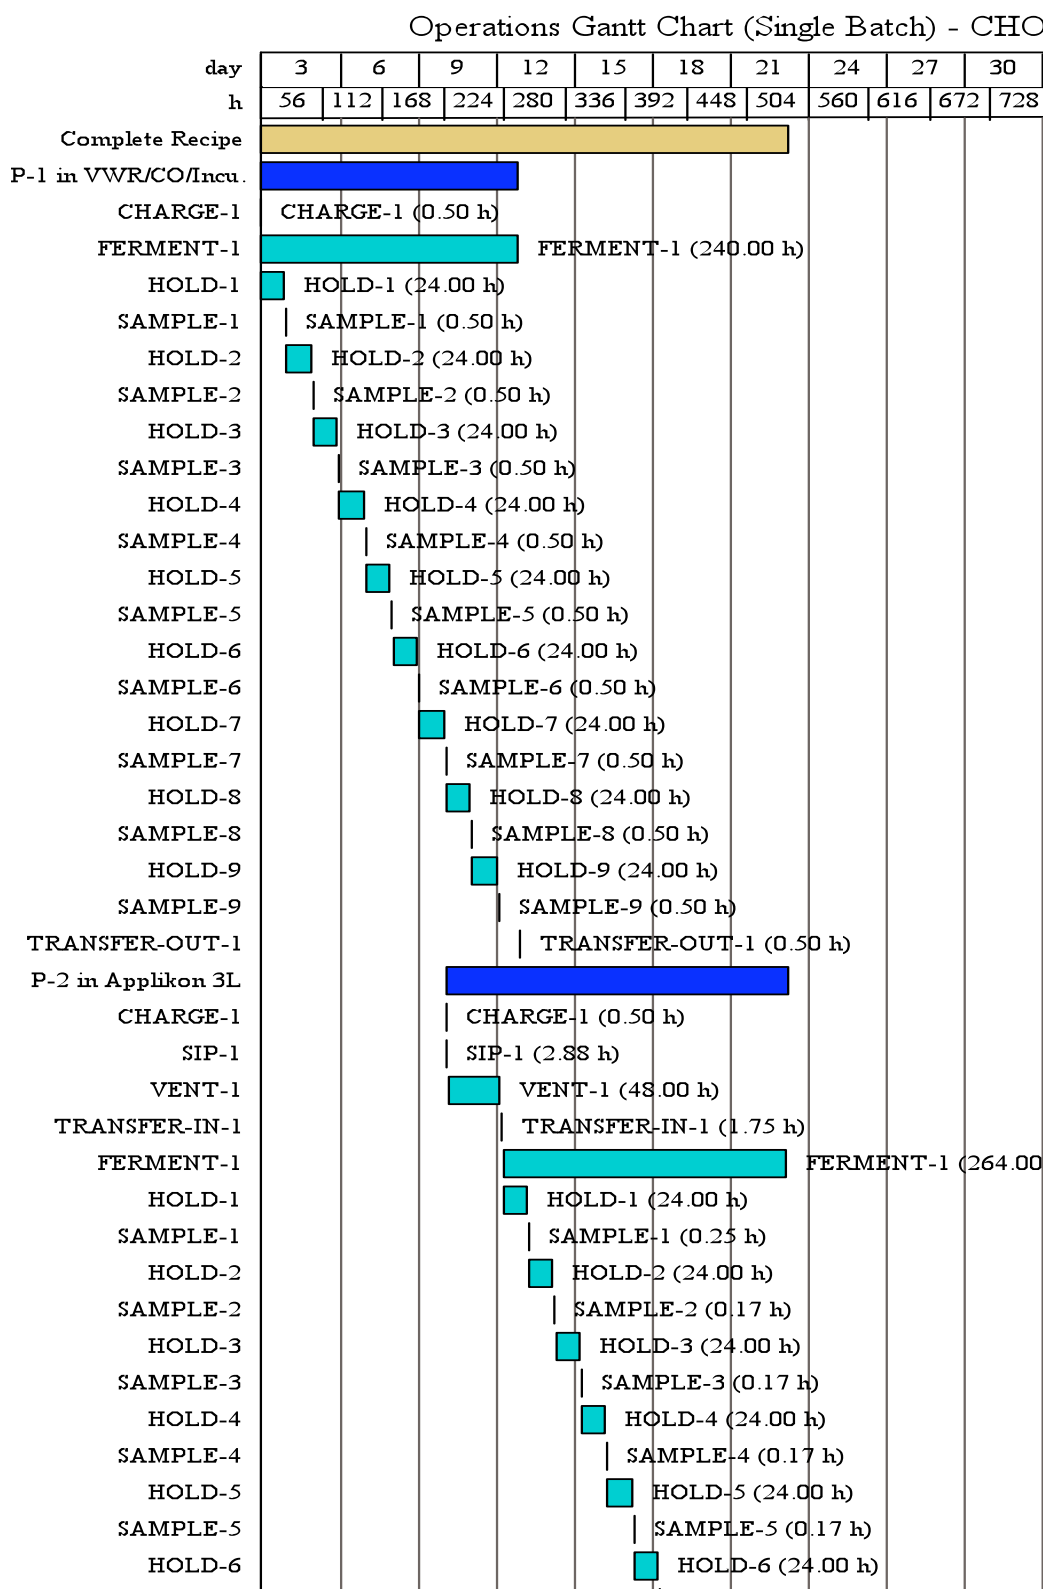 Operations Gantt Chart (Single Batch) - CHO
day 3 6 9 12 15 18 21 24 27 30
h 56 112 168 224 280 336 392 448 504 560 616 672 728
Complete Recipe
P-1 in VWR/CO/Incu.
CHARGE-1 CHARGE-1 (0.50 h)
FERMENT-1 FERMENT-1 (240.00 h)
HOLD-1 HOLD-1 (24.00 h)
SAMPLE-1 SAMPLE-1 (0.50 h)
HOLD-2 HOLD-2 (24.00 h)
SAMPLE-2 SAMPLE-2 (0.50 h)
HOLD-3 HOLD-3 (24.00 h)
SAMPLE-3 SAMPLE-3 (0.50 h)
HOLD-4 HOLD-4 (24.00 h)
SAMPLE-4 SAMPLE-4 (0.50 h)
HOLD-5 HOLD-5 (24.00 h)
SAMPLE-5 SAMPLE-5 (0.50 h)
HOLD-6 HOLD-6 (24.00 h)
SAMPLE-6 SAMPLE-6 (0.50 h)
HOLD-7 HOLD-7 (24.00 h)
SAMPLE-7 SAMPLE-7 (0.50 h)
HOLD-8 HOLD-8 (24.00 h)
SAMPLE-8 SAMPLE-8 (0.50 h)
HOLD-9 HOLD-9 (24.00 h)
SAMPLE-9 SAMPLE-9 (0.50 h)
TRANSFER-OUT-1 TRANSFER-OUT-1 (0.50 h)
P-2 in Applikon 3L
CHARGE-1 CHARGE-1 (0.50 h)
SIP-1 SIP-1 (2.88 h)
VENT-1 VENT-1 (48.00 h)
TRANSFER-IN-1 TRANSFER-IN-1 (1.75 h)
FERMENT-1 FERMENT-1 (264.00
HOLD-1 HOLD-1 (24.00 h)
SAMPLE-1 SAMPLE-1 (0.25 h)
HOLD-2 HOLD-2 (24.00 h)
SAMPLE-2 SAMPLE-2 (0.17 h)
HOLD-3 HOLD-3 (24.00 h)
SAMPLE-3 SAMPLE-3 (0.17 h)
HOLD-4 HOLD-4 (24.00 h)
SAMPLE-4 SAMPLE-4 (0.17 h)
HOLD-5 HOLD-5 (24.00 h)
SAMPLE-5 SAMPLE-5 (0.17 h)
HOLD-6 HOLD-6 (24.00 h)